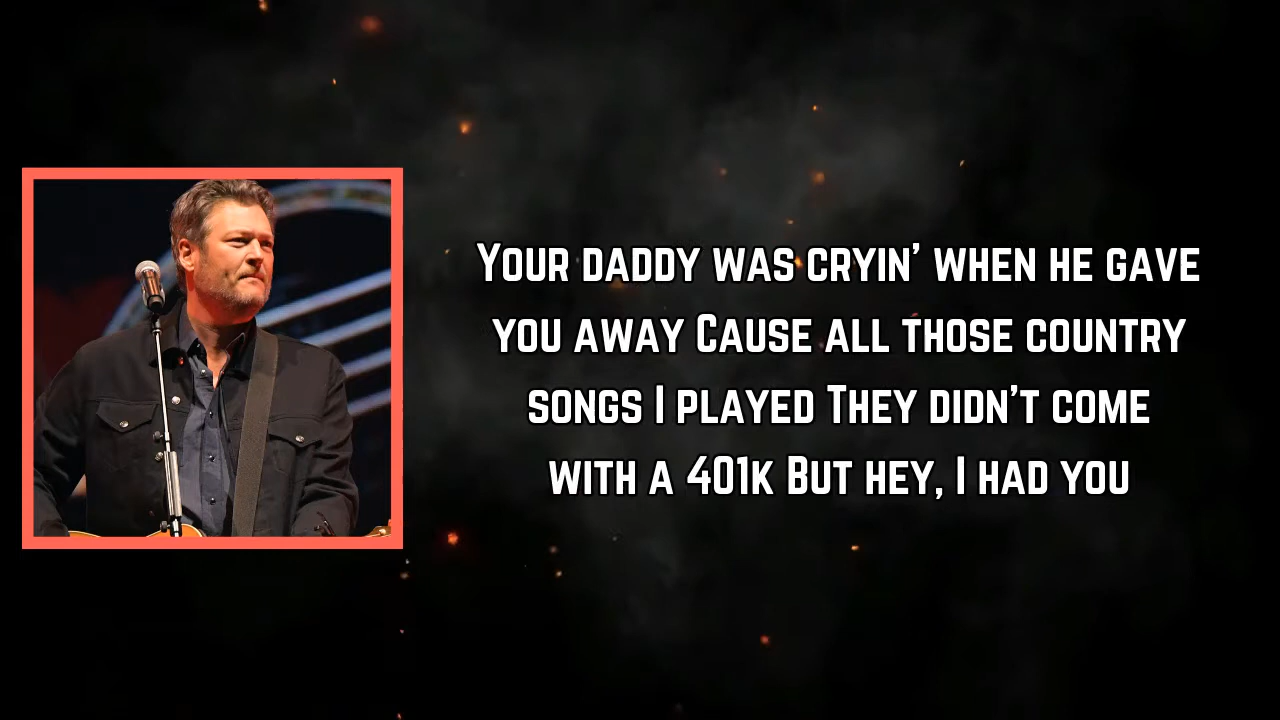 Your daddy was cryin' when he gave
you away Cause all those country
songs I played They didn't come
with a 401k But hey, I had you